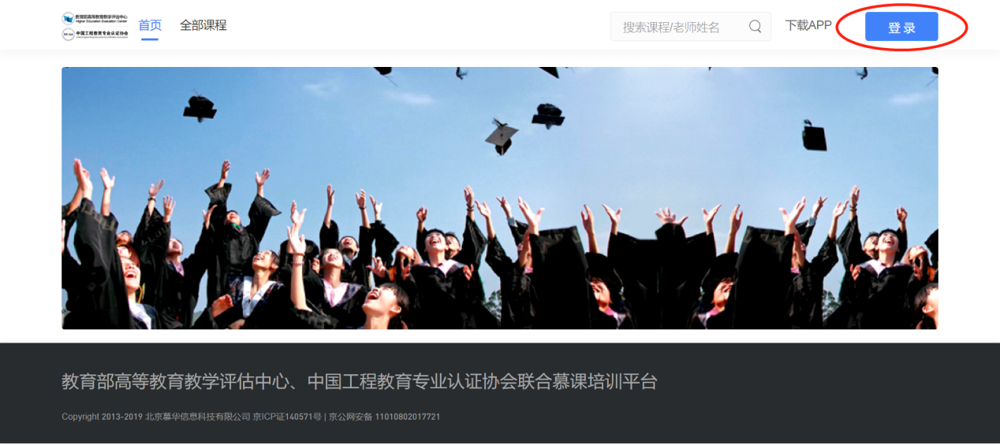 教育部高等教育教学评估中心
Higher Education Evaluation Center
中国工程教育专业认证协会
首页
全部课程
搜索课程/老师姓名
下载APP
登录
教育部高等教育教学评估中心、中国工程教育专业认证协会联合慕课培训平台
Copyright 2013-2019 北京慕华信息科技有限公司 京ICP证140571号 | 京公网安备 11010802017721